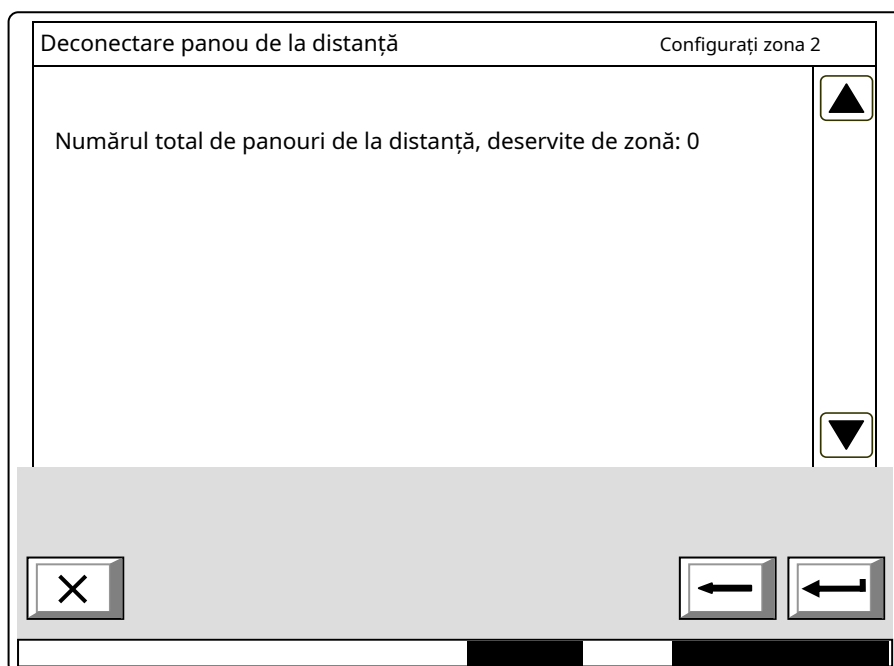 Deconectare panou de la distanță
Configurați zona 2
Numărul total de panouri de la distanță, deservite de zonă: 0